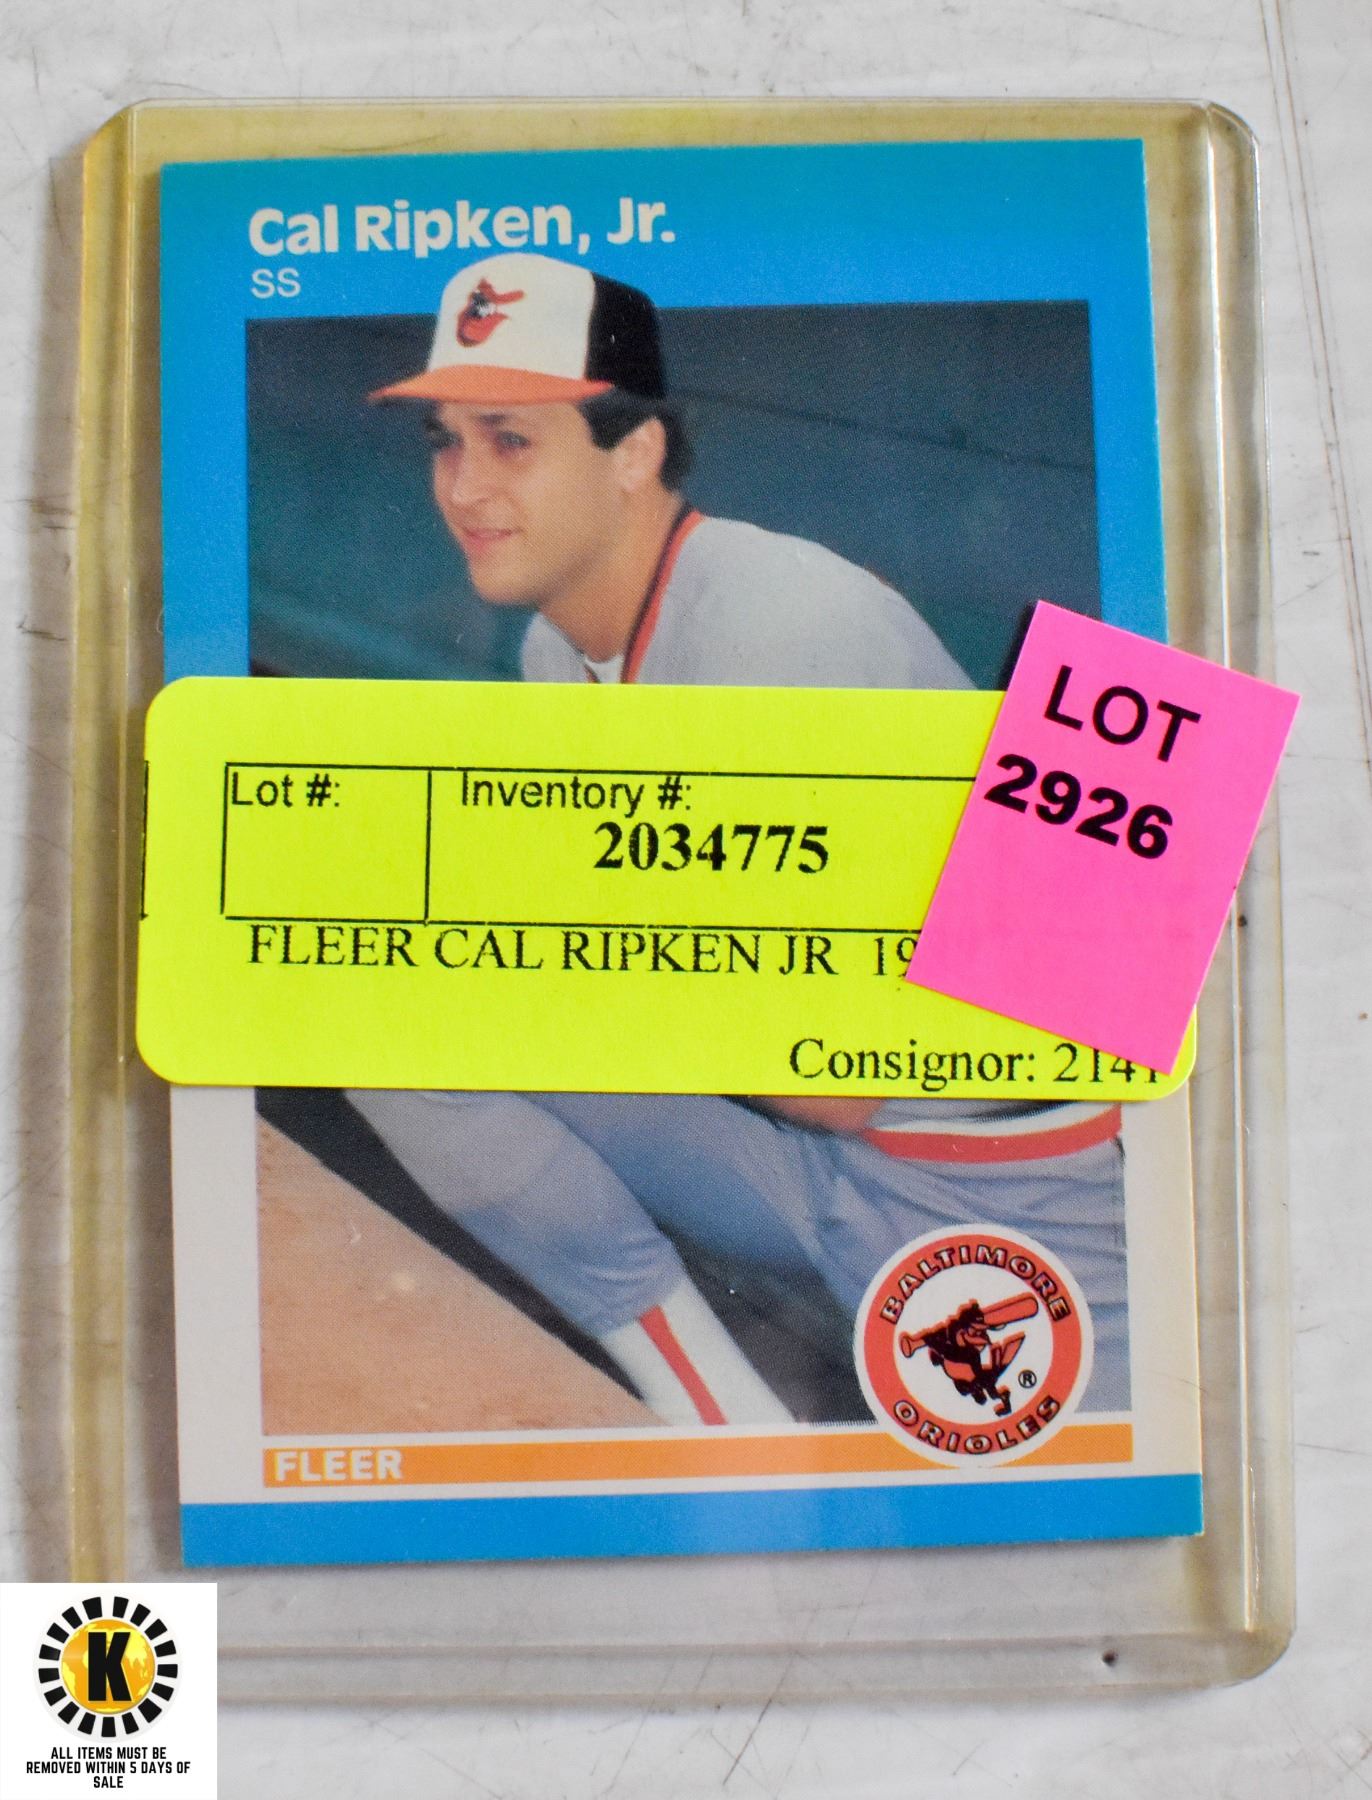 Cal Ripken, Jr.
SS
LOT
2926
Lot #:
Inventory #:
2034775
FLEER CAL RIPKEN JR
Consignor:
BALTIMORE
ORIOLES
®
FLEER
K
ALL ITEMS MUST BE
REMOVED WITHIN 5 DAYS OF
SALE